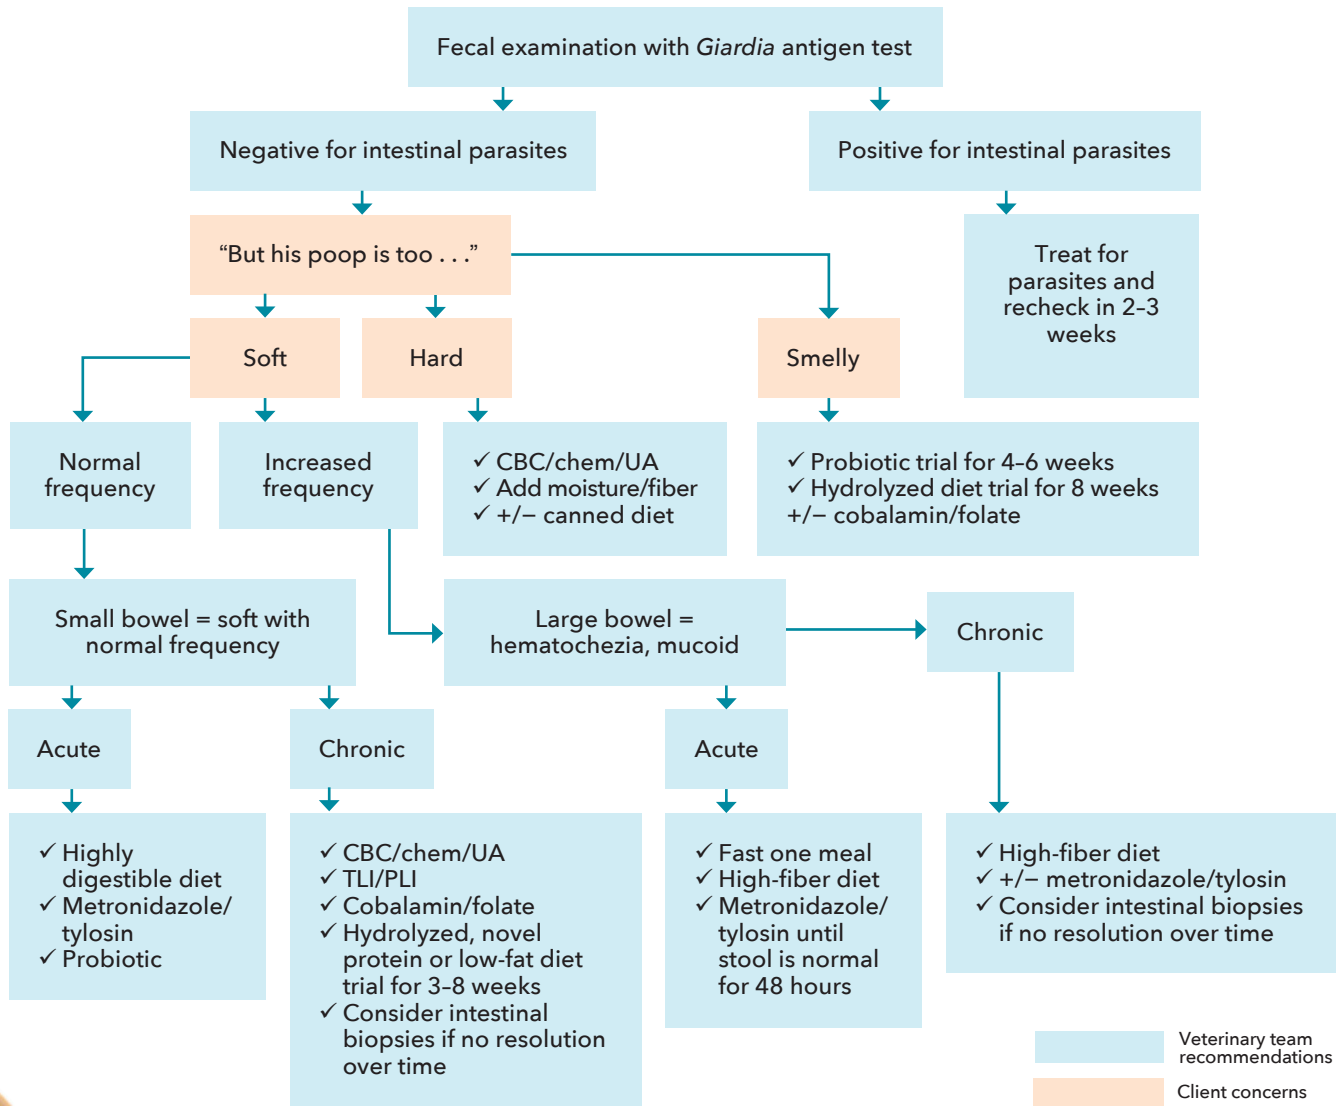 Fecal examination with Giardia antigen test
Negative for intestinal parasites
Positive for intestinal parasites
“But his poop is too . . .”
Treat for
parasites and
recheck in 2–3
weeks
Soft
Hard
Smelly
Normal
frequency
Increased
frequency
✓ CBC/chem/UA
✓ Add moisture/fiber
✓ +/− canned diet
✓ Probiotic trial for 4–6 weeks
✓ Hydrolyzed diet trial for 8 weeks
+/− cobalamin/folate
Small bowel = soft with
normal frequency
Large bowel =
hematochezia, mucoid
Chronic
Acute
Chronic
Acute
✓ Highly
digestible diet
✓ Metronidazole/
tylosin
✓ Probiotic
✓ CBC/chem/UA
✓ TLI/PLI
✓ Cobalamin/folate
✓ Hydrolyzed, novel
protein or low-fat diet
trial for 3–8 weeks
✓ Consider intestinal
biopsies if no resolution
over time
✓ Fast one meal
✓ High-fiber diet
✓ Metronidazole/
tylosin until
stool is normal
for 48 hours
✓ High-fiber diet
✓ +/− metronidazole/tylosin
✓ Consider intestinal biopsies
if no resolution over time
Veterinary team
recommendations
Client concerns